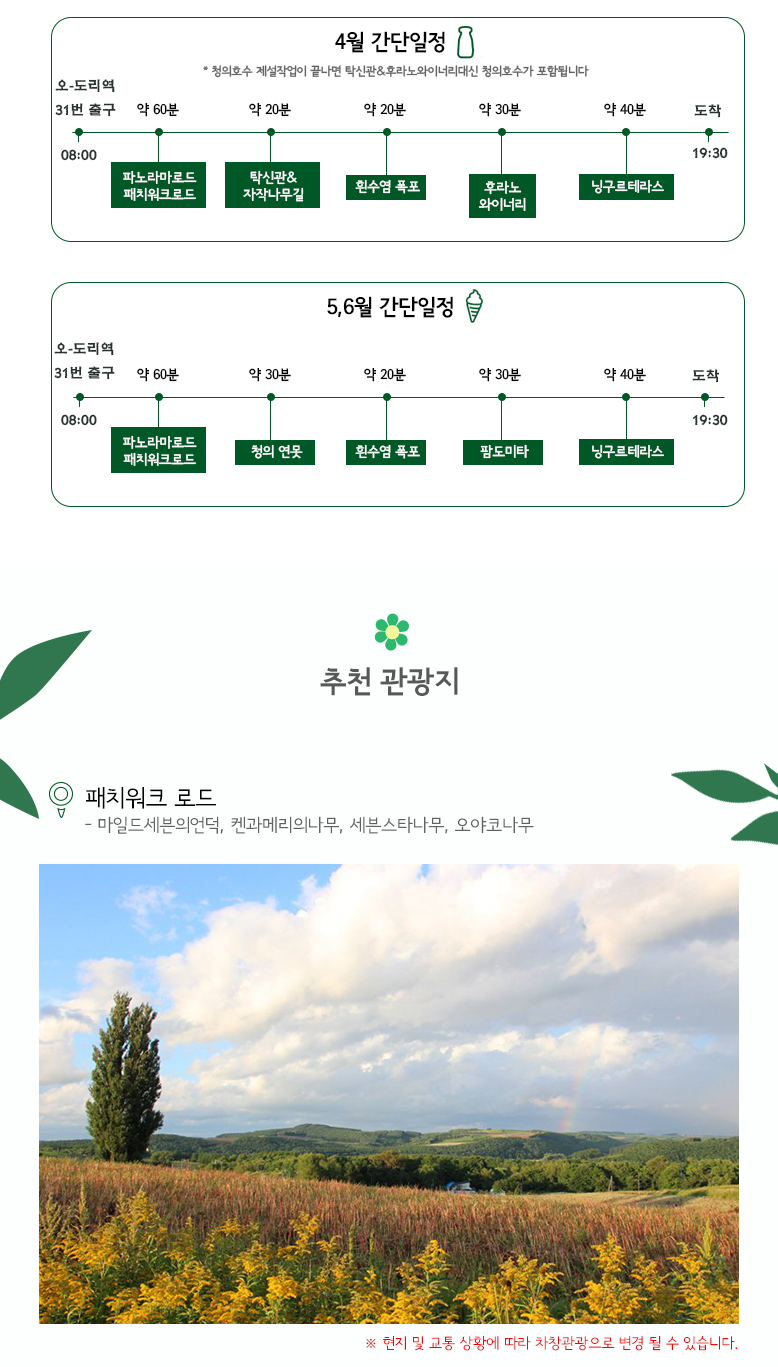 4월 간단일정
* 청의호수 제설작업이 끝나면 탁신관&후라노와이너리대신 청의호수가 포함됩니다
오-도리역
31번 출구
약 60분
약 20분
약 20분
약 30분
약 40분
도착
08:00
19:30
파노라마로드
패치워크로드
탁신관&
자작나무길
흰수염 폭포
후라노
와이너리
닝구르테라스
5,6월 간단일정
오-도리역
31번 출구
약 60분
약 30분
약 20분
약 30분
약 40분
도착
08:00
19:30
파노라마로드
패치워크로드
청의 연못
흰수염 폭포
팜도미타
닝구르테라스
추천 관광지
패치워크 로드
- 마일드세븐의언덕, 켄과메리의나무, 세븐스타나무, 오야코나무
※ 현지 및 교통 상황에 따라 차창관광으로 변경 될 수 있습니다.